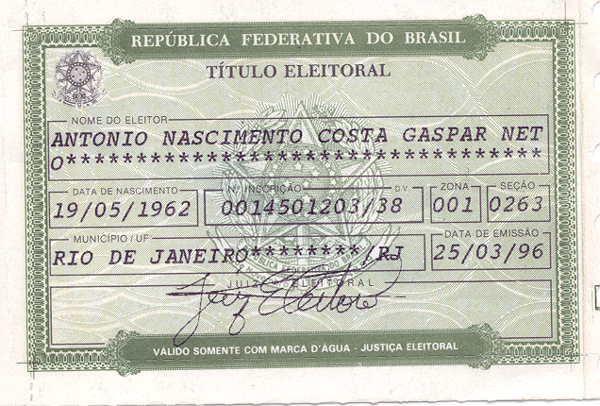 REPÚBLICA FEDERATIVA DO BRASIL
TÍTULO ELEITORAL
NOME DO ELEITOR
ANTONIO NASCIMENTO COSTA GASPAR NET
O*********************************
DATA DE NASCIMENTO Nº INSCRIÇÃO D.V. ZONA SEÇÃO
19/05/1962 0014501203/38 001 0263
MUNICÍPIO / UF DATA DE EMISSÃO
RIO DE JANEIRO********/RJ 25/03/96
JUIZ ELEITORAL
VÁLIDO SOMENTE COM MARCA D'ÁGUA - JUSTIÇA ELEITORAL